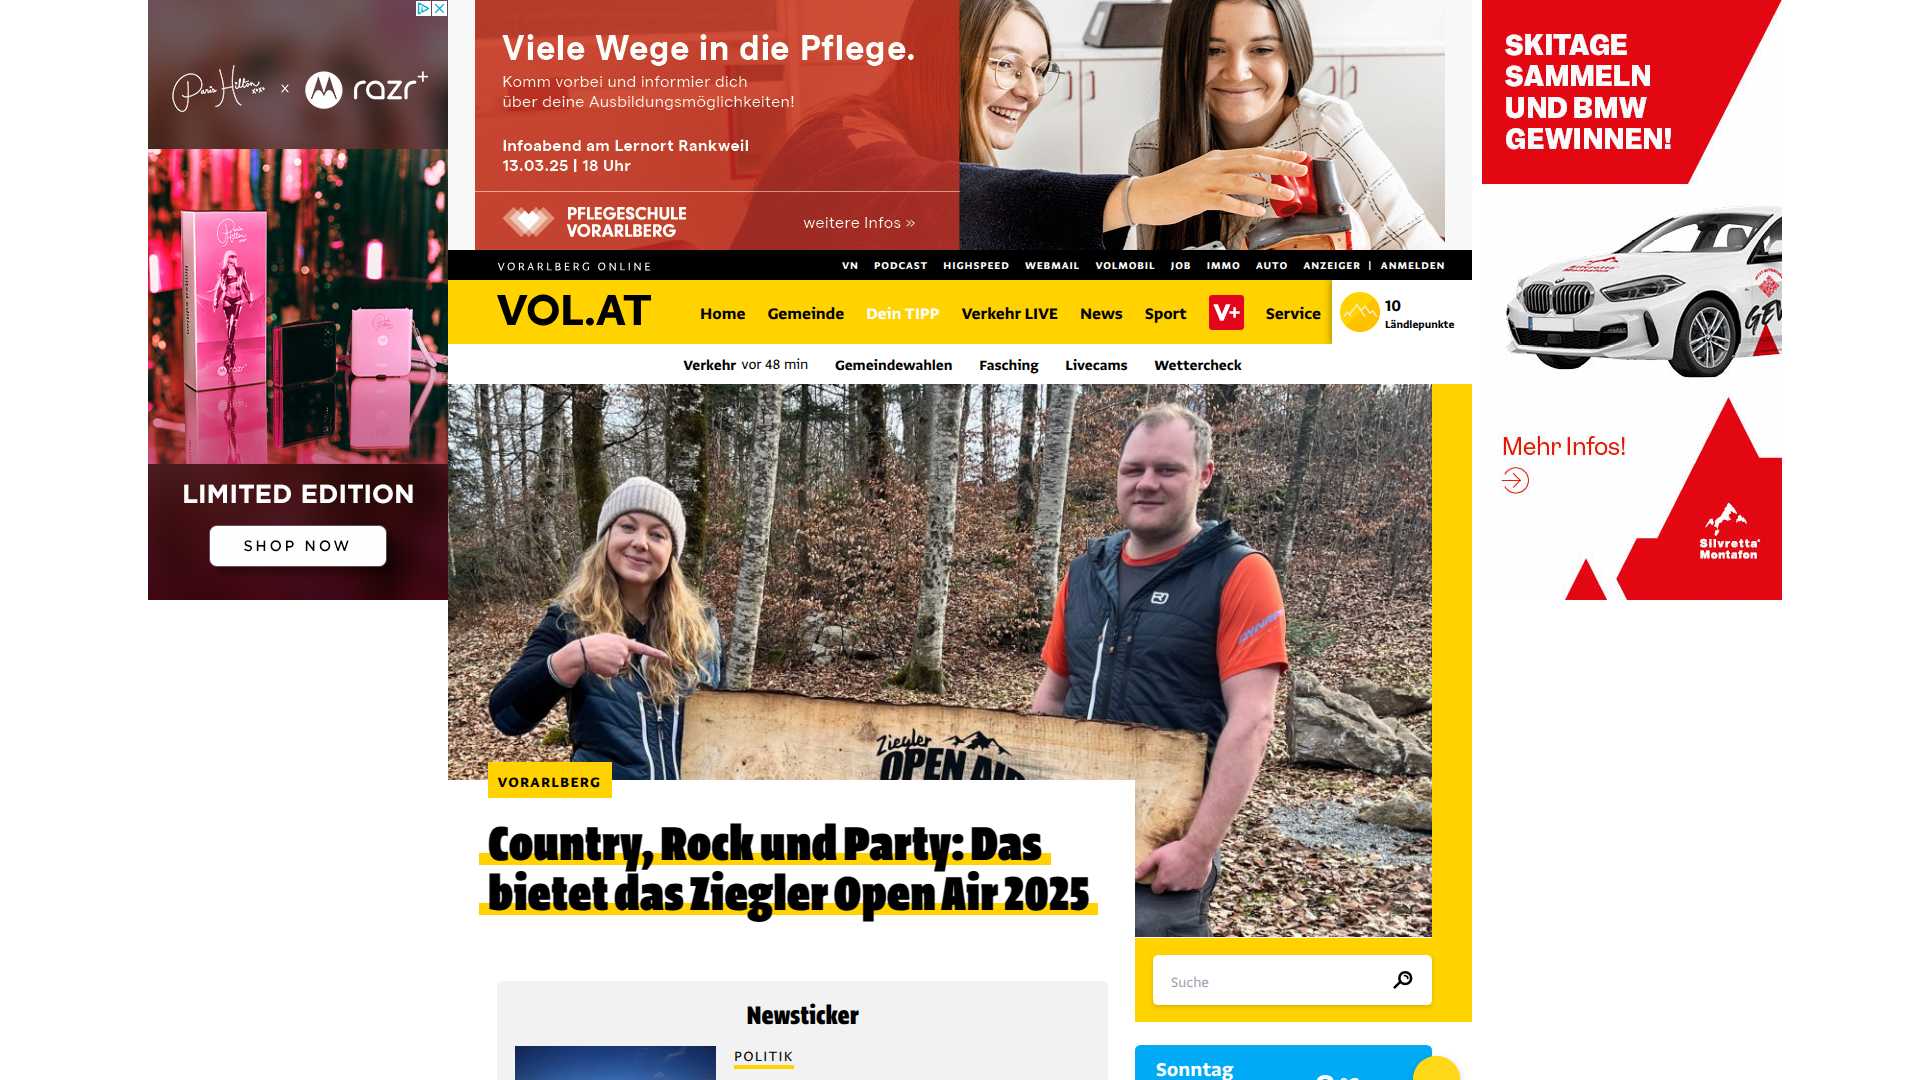 Paris Hilton x razr+
LIMITED EDITION
SHOP NOW
Viele Wege in die Pflege.
Komm vorbei und informier dich
über deine Ausbildungsmöglichkeiten!
Infoabend am Lernort Rankweil
13.03.25 | 18 Uhr
PFLEGESCHULE
VORARLBERG
weitere Infos »
SKITAGE
SAMMELN
UND BMW
GEWINNEN!
Mehr Infos!
Silvretta
Montafon
VORARLBERG ONLINE
VN PODCAST HIGHSPEED WEBMAIL VOLMOBIL JOB IMMO AUTO ANZEIGER | ANMELDEN
VOL.AT
Home Gemeinde Dein TIPP Verkehr LIVE News Sport V+ Service
10
Ländlepunkte
Verkehr vor 48 min Gemeindewahlen Fasching Livecams Wettercheck
Ziegler
OPEN AIR
VORARLBERG
Country, Rock und Party: Das
bietet das Ziegler Open Air 2025
Suche
Newsticker
POLITIK
Sonntag